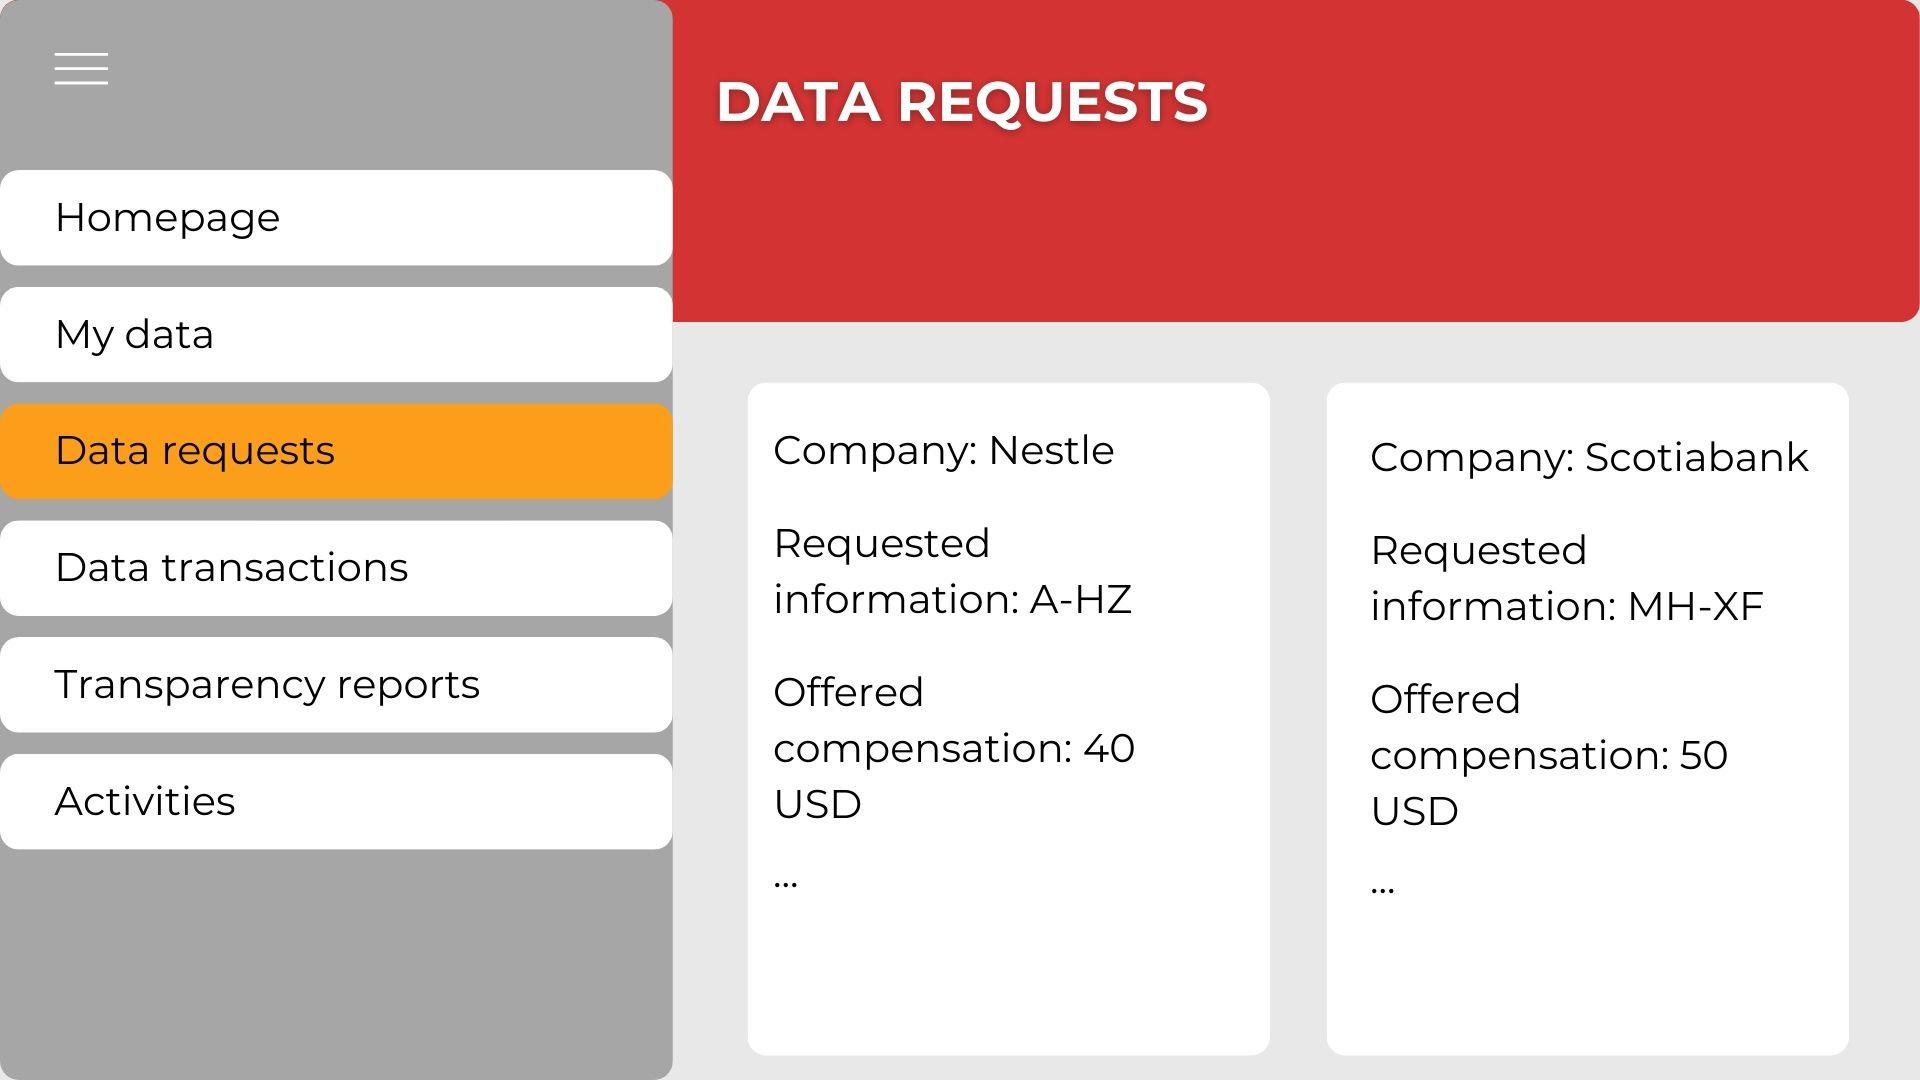 DATA REQUESTS
Homepage
My data
Data requests
Data transactions
Transparency reports
Activities
Company: Nestle
Requested
information: A-HZ
Offered
compensation: 40
USD
...
Company: Scotiabank
Requested
information: MH-XF
Offered
compensation: 50
USD
...